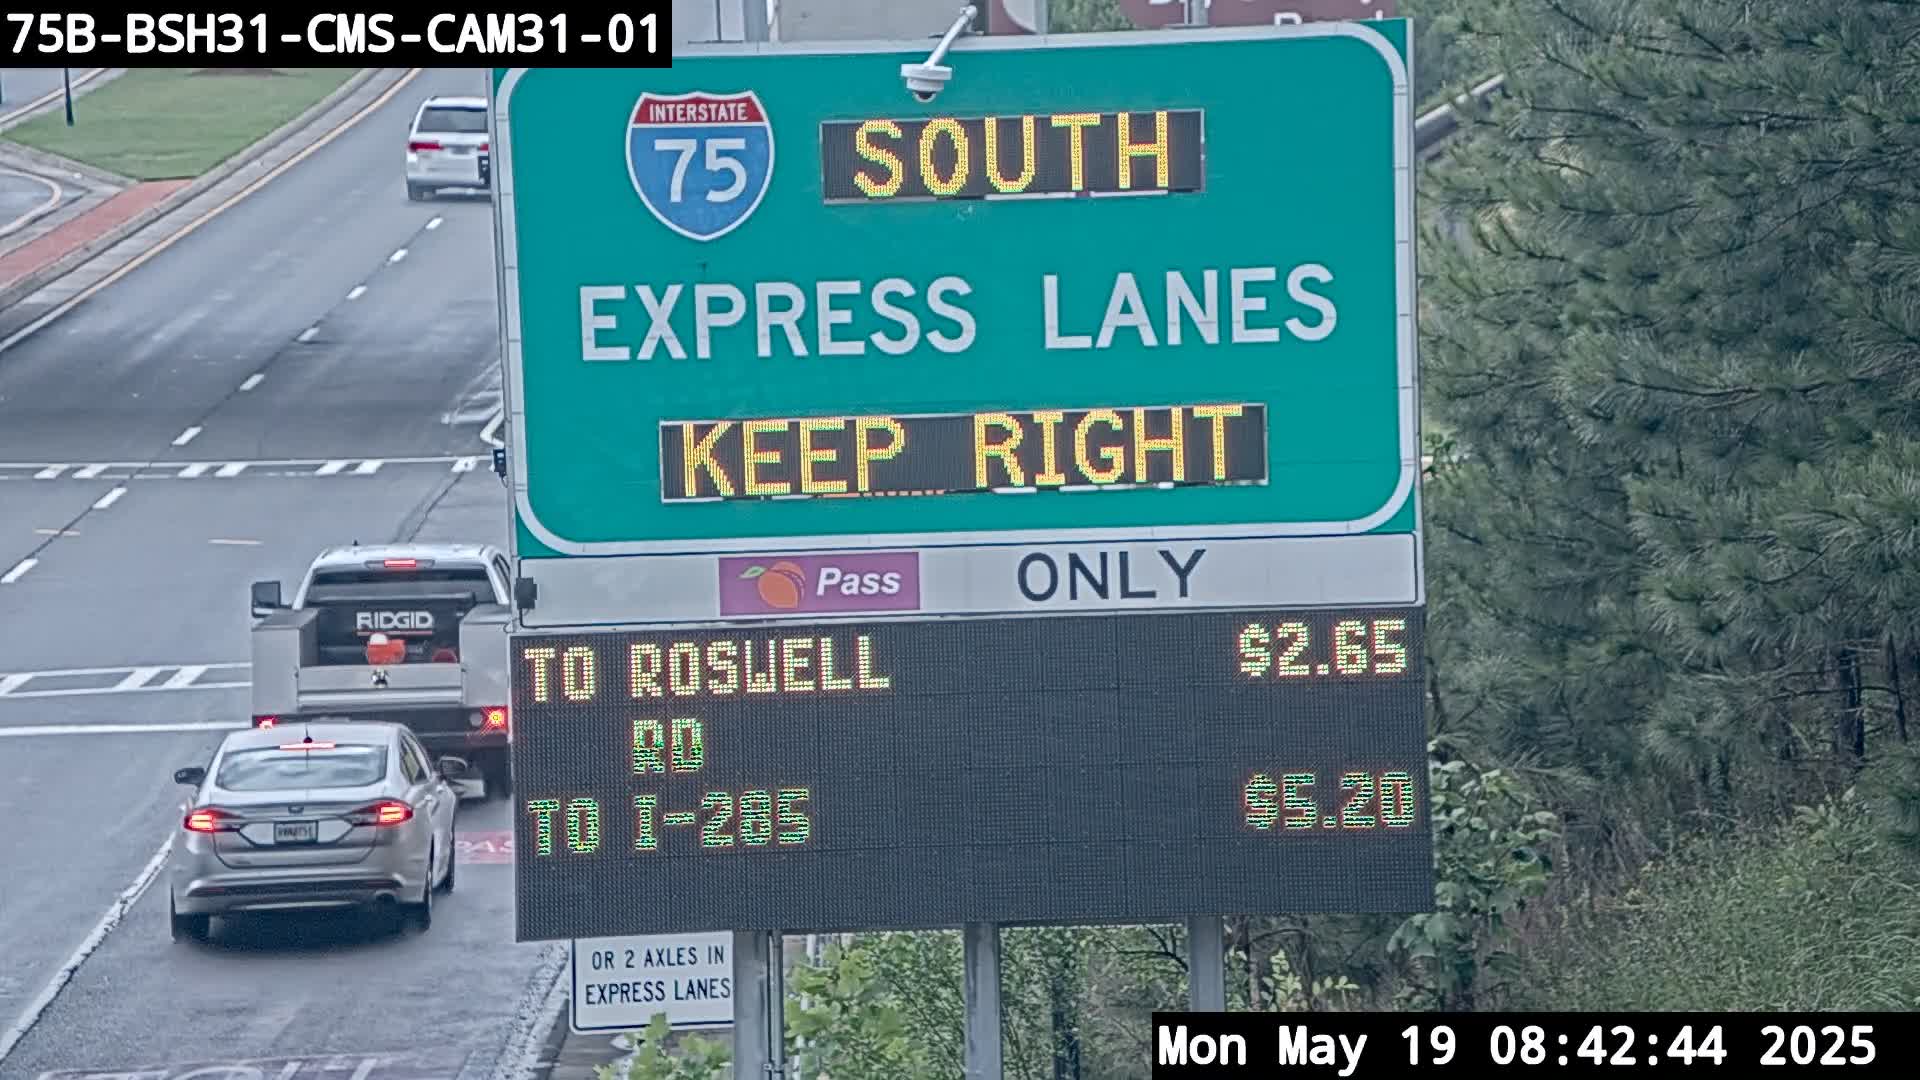 75B-BSH31-CMS-CAM31-01
INTERSTATE
75
SOUTH
EXPRESS LANES
KEEP RIGHT
Pass ONLY
TO ROSWELL $2.65
RD
TO I-285 $5.20
RIDGID
OR 2 AXLES IN
EXPRESS LANES
Mon May 19 08:42:44 2025